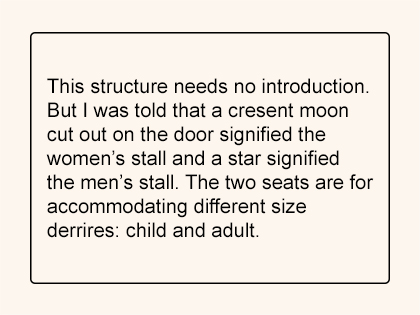 This structure needs no introduction.
But I was told that a cresent moon
cut out on the door signified the
women's stall and a star signified
the men's stall. The two seats are for
accommodating different size
derrires: child and adult.